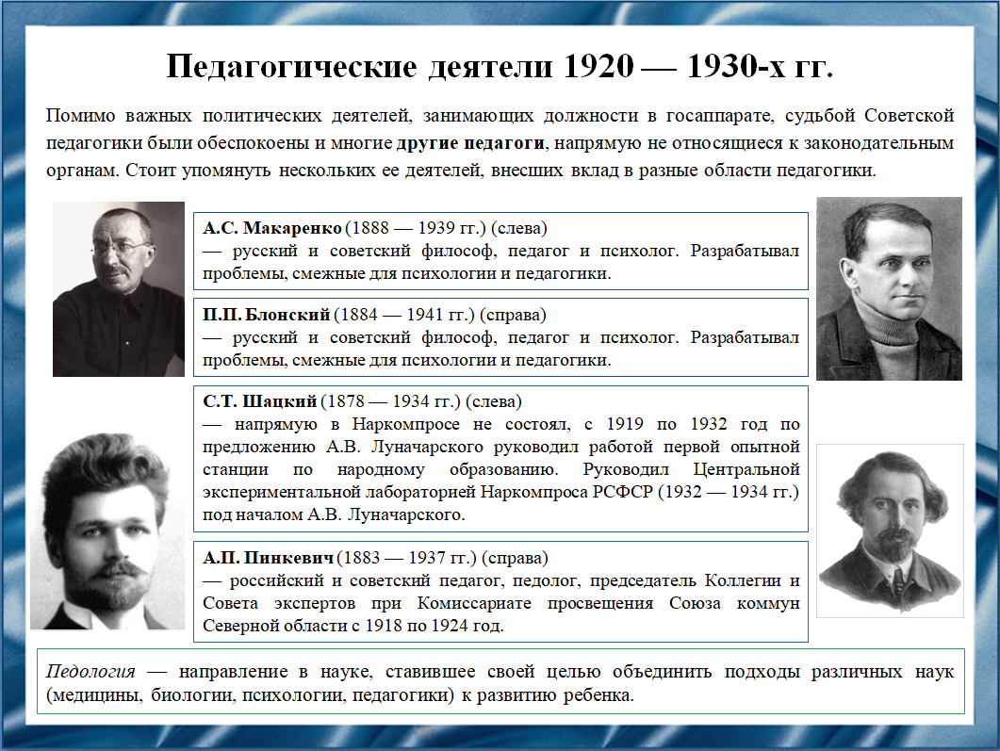 Педагогические деятели 1920 — 1930-х гг.
Помимо важных политических деятелей, занимающих должности в госаппарате, судьбой Советской
педагогики были обеспокоены и многие другие педагоги, напрямую не относящиеся к законодательным
органам. Стоит упомянуть нескольких ее деятелей, внесших вклад в разные области педагогики.
А.С. Макаренко (1888 — 1939 гг.) (слева)
— русский и советский философ, педагог и психолог. Разрабатывал
проблемы, смежные для психологии и педагогики.
П.П. Блонский (1884 — 1941 гг.) (справа)
— русский и советский философ, педагог и психолог. Разрабатывал
проблемы, смежные для психологии и педагогики.
С.Т. Шацкий (1878 — 1934 гг.) (слева)
— напрямую в Наркомпросе не состоял, с 1919 по 1932 год по
предложению А.В. Луначарского руководил работой первой опытной
станции по народному образованию. Руководил Центральной
экспериментальной лабораторией Наркомпроса РСФСР (1932 — 1934 гг.)
под началом А.В. Луначарского.
А.П. Пинкевич (1883 — 1937 гг.) (справа)
— российский и советский педагог, педолог, председатель Коллегии и
Совета экспертов при Комиссариате просвещения Союза коммун
Северной области с 1918 по 1924 год.
Педология — направление в науке, ставившее своей целью объединить подходы различных наук
(медицины, биологии, психологии, педагогики) к развитию ребенка.